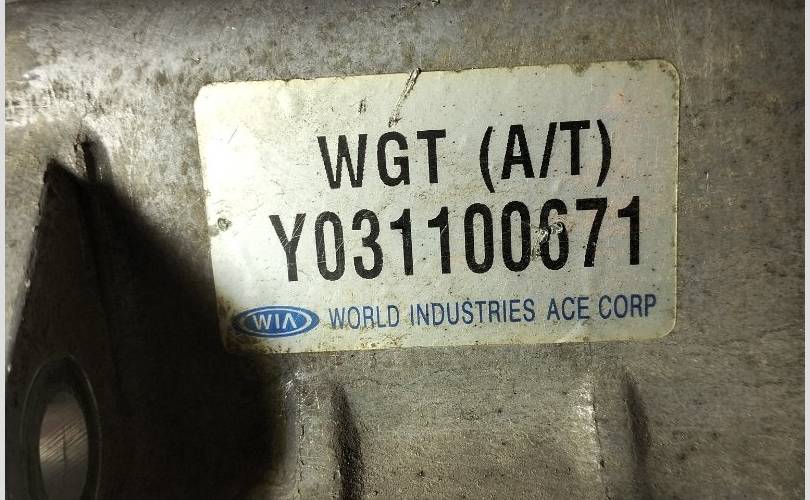 WGT (A/T)
Y031100671
WIA WORLD INDUSTRIES ACE CORP